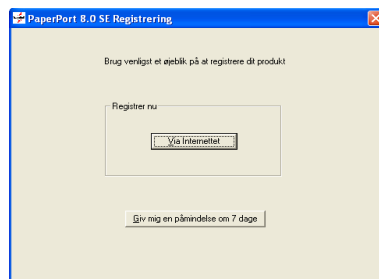 PaperPort 8.0 SE Registrering
Brug venligst et øjeblik på at registrere dit produkt
Registrer nu
Via Internettet
Giv mig en påmindelse om 7 dage